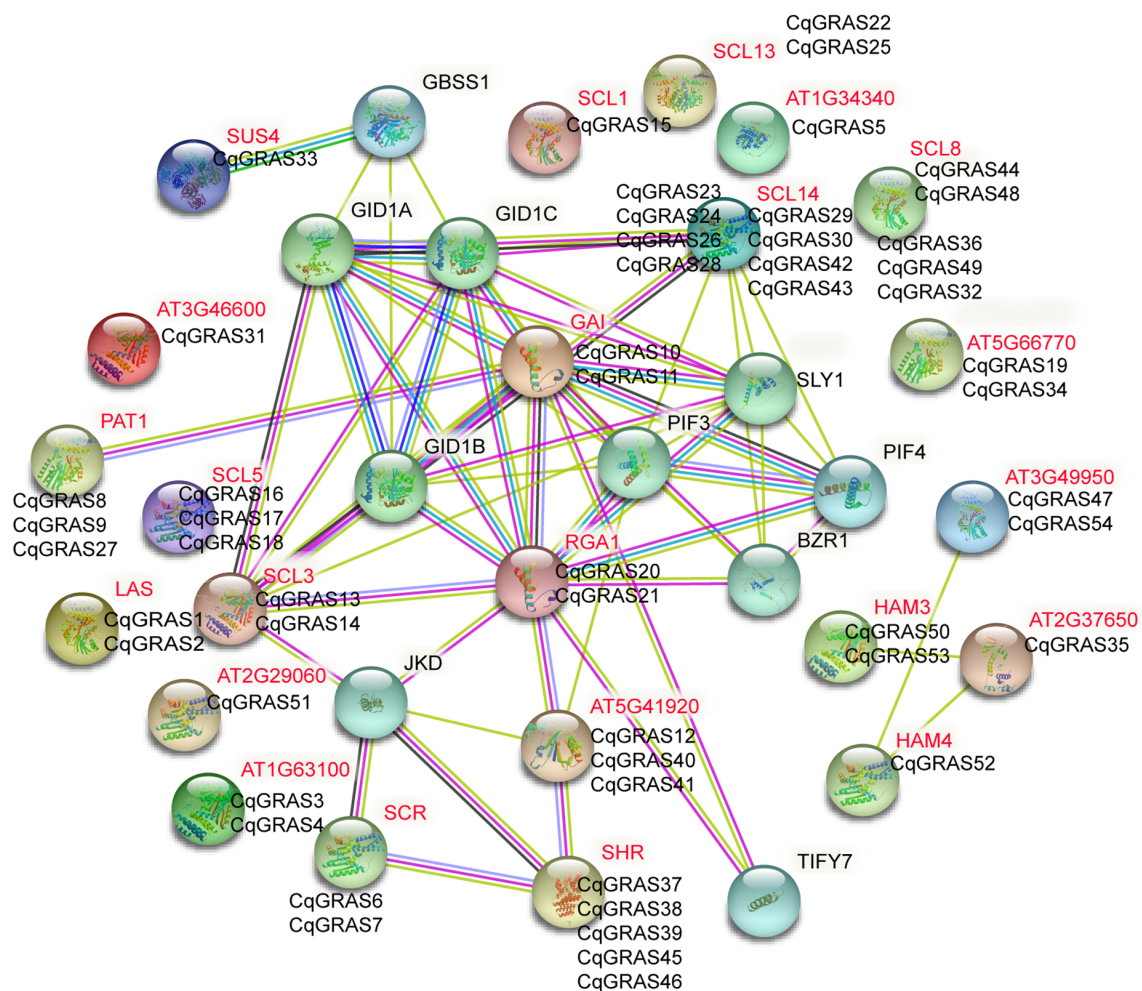 CqGRAS22
CqGRAS25
SCL13
GBSS1
SCL1
CqGRAS15
AT1G34340
CqGRAS5
SUS4
CqGRAS33
SCL8
CqGRAS44
CqGRAS48
CqGRAS36
CqGRAS49
CqGRAS32
GID1A
GID1C
CqGRAS23
CqGRAS24
CqGRAS26
CqGRAS28
SCL14
CqGRAS29
CqGRAS30
CqGRAS42
CqGRAS43
AT3G46600
CqGRAS31
GAI
CqGRAS10
CqGRAS11
SLY1
AT5G66770
CqGRAS19
CqGRAS34
PAT1
CqGRAS8
CqGRAS9
CqGRAS27
SCL5
CqGRAS16
CqGRAS17
CqGRAS18
GID1B
PIF3
PIF4
AT3G49950
CqGRAS47
CqGRAS54
RGA1
CqGRAS20
CqGRAS21
BZR1
LAS
CqGRAS1
CqGRAS2
SCL3
CqGRAS13
CqGRAS14
HAM3
CqGRAS50
CqGRAS53
AT2G37650
CqGRAS35
AT2G29060
CqGRAS51
JKD
AT5G41920
CqGRAS12
CqGRAS40
CqGRAS41
HAM4
CqGRAS52
AT1G63100
CqGRAS3
CqGRAS4
SCR
CqGRAS6
CqGRAS7
SHR
CqGRAS37
CqGRAS38
CqGRAS39
CqGRAS45
CqGRAS46
TIFY7